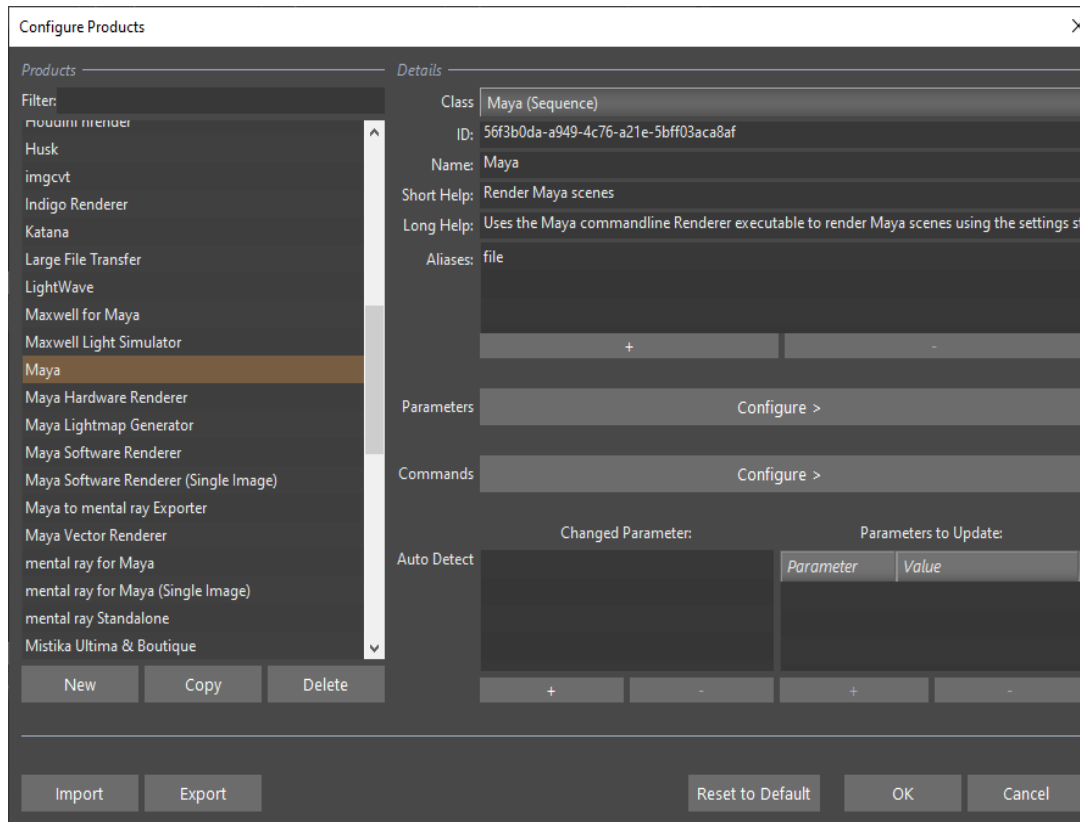 Configure Products
Products
Filter:
Houdini hrender
Husk
imgcvt
Indigo Renderer
Katana
Large File Transfer
LightWave
Maxwell for Maya
Maxwell Light Simulator
Maya
Maya Hardware Renderer
Maya Lightmap Generator
Maya Software Renderer
Maya Software Renderer (Single Image)
Maya to mental ray Exporter
Maya Vector Renderer
mental ray for Maya
mental ray for Maya (Single Image)
mental ray Standalone
Mistika Ultima & Boutique
New Copy Delete
Details
Class Maya (Sequence)
ID: 56f3b0da-a949-4c76-a21e-5bff03aca8af
Name: Maya
Short Help: Render Maya scenes
Long Help: Uses the Maya commandline Renderer executable to render Maya scenes using the settings
Aliases: file
+ -
Parameters Configure >
Commands Configure >
Changed Parameter: Parameters to Update:
Auto Detect Parameter Value
+ - + -
Import Export Reset to Default OK Cancel